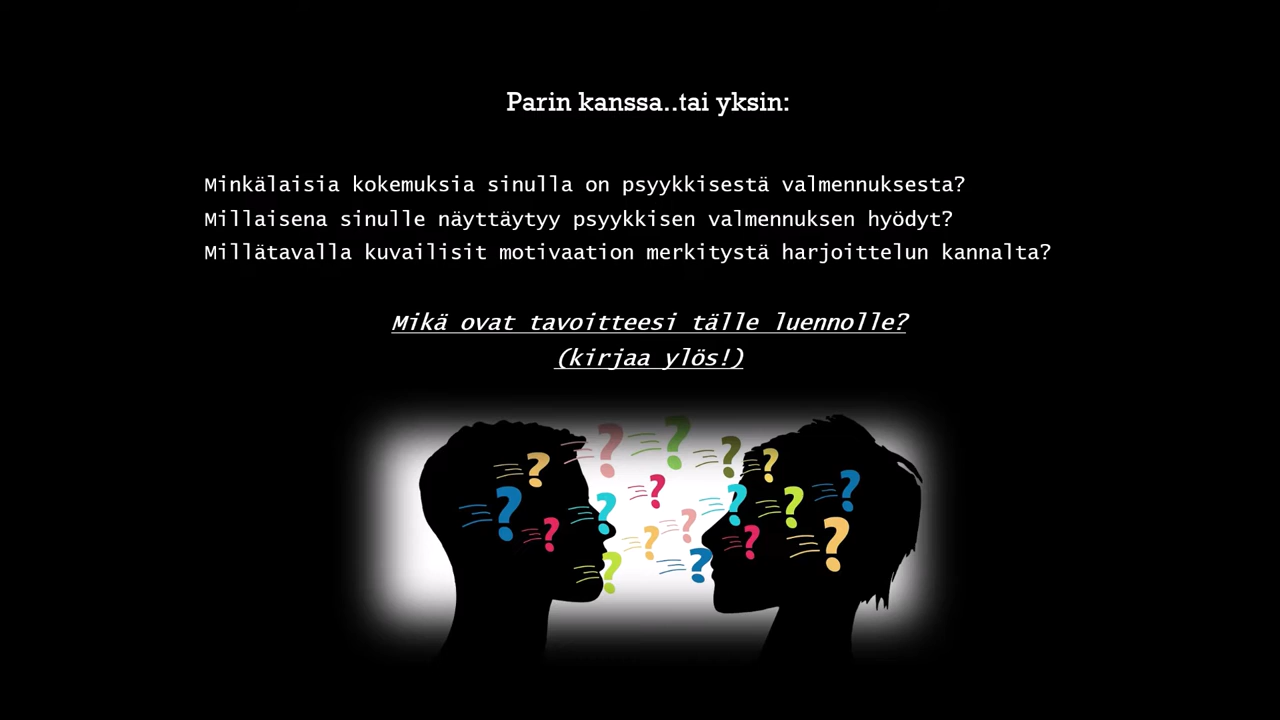 Parin kanssa..tai yksin:
Minkälaisia kokemuksia sinulla on psyykkisestä valmennuksesta?
Millaisena sinulle näyttäytyy psyykkisen valmennuksen hyödyt?
Millätavalla kuvailisit motivaation merkitystä harjoittelun kannalta?
Mikä ovat tavoitteesi tälle luennolle?
(kirjaa ylös!)